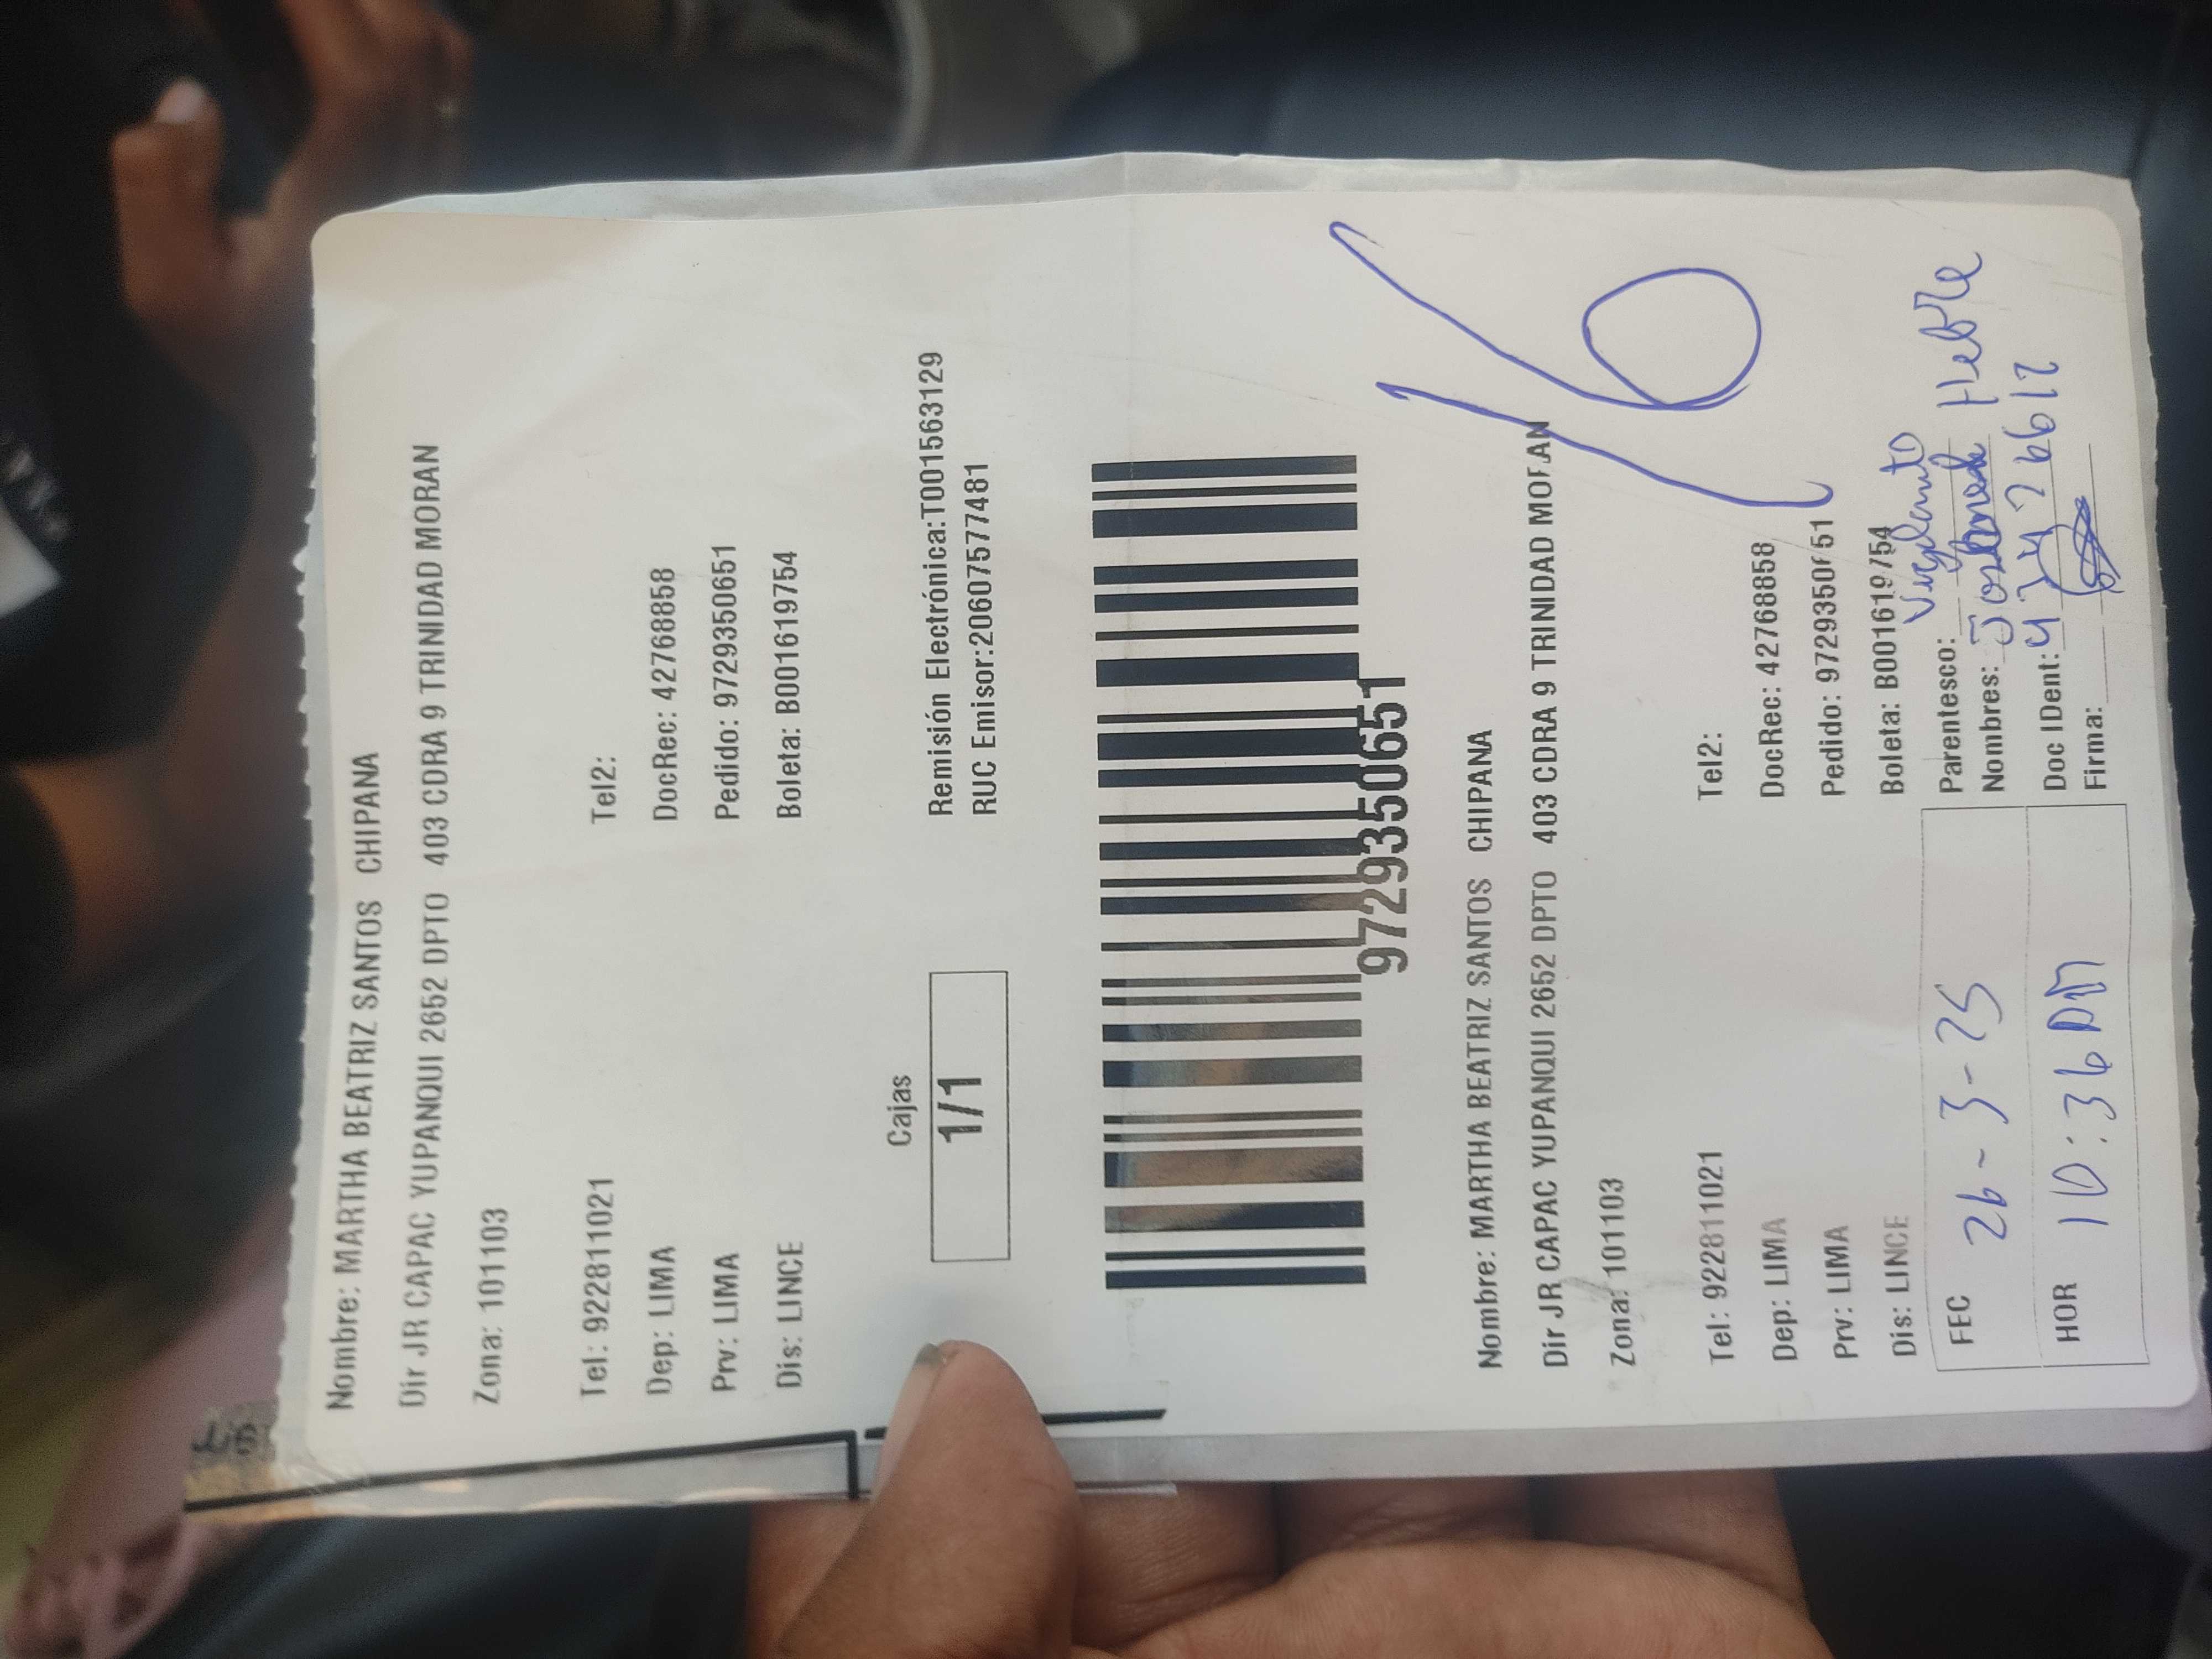 Nombre: MARTHA BEATRIZ SANTOS CHIPANA
Dir JR CAPAC YUPANQUI 2652 DPTO 403 CDRA 9 TRINIDAD MORAN
Zona: 101103
Tel: 922811021 Tel2:
Dep: LIMA DocRec: 42768858
Prv: LIMA Pedido: 9729350651
Dis: LINCE Boleta: B001619754
Cajas
1/1
Remisión Electrónica:T001563129
RUC Emisor:20607577481
9729350651
Nombre: MARTHA BEATRIZ SANTOS CHIPANA
Dir JR CAPAC YUPANQUI 2652 DPTO 403 CDRA 9 TRINIDAD MORAN
16
Zona: 101103
Tel: 922811021 Tel2:
Dep: LIMA DocRec: 42768858
Prv: LIMA Pedido: 9729350651
Dis: LINCE Boleta: B001619754
FEC 26-3-25 Parentesco:
Nombres:
HOR 10:36 Doc IDent:
Firma: